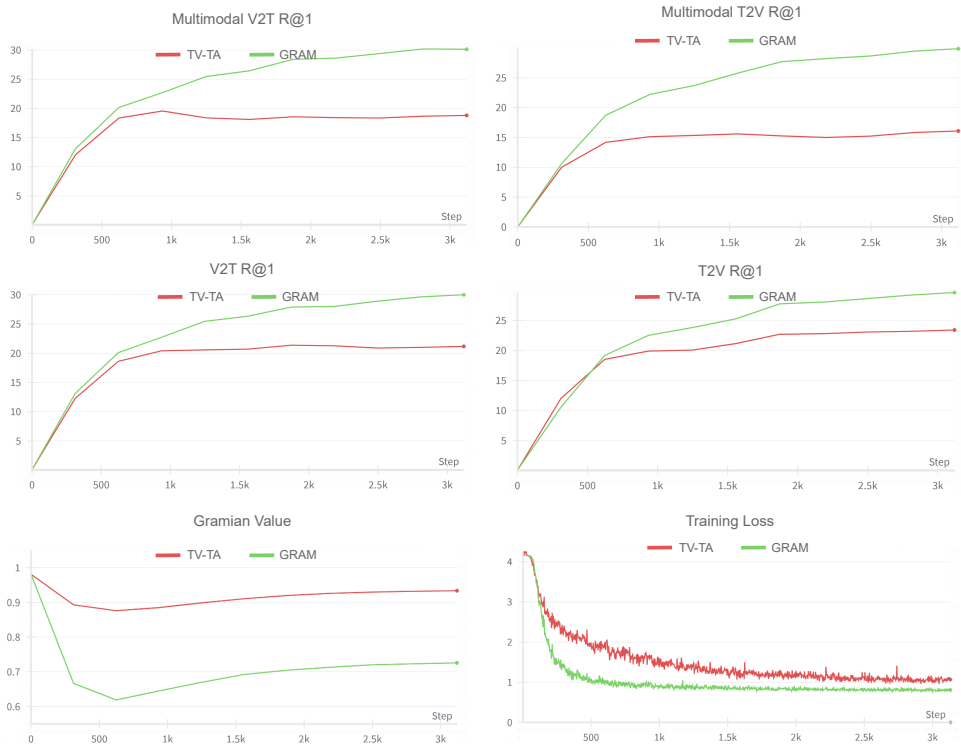 Multimodal V2T R@1
TV-TA GRAM
30
25
20
15
10
5
Step
0 500 1k 1.5k 2k 2.5k 3k
Multimodal T2V R@1
TV-TA GRAM
30
25
20
15
10
5
0
Step
0 500 1k 1.5k 2k 2.5k 3k
V2T R@1
TV-TA GRAM
30
25
20
15
10
5
Step
0 500 1k 1.5k 2k 2.5k 3k
T2V R@1
TV-TA GRAM
25
20
15
10
5
Step
0 500 1k 1.5k 2k 2.5k 3k
Gramian Value
TV-TA GRAM
1
0.9
0.8
0.7
0.6
Step
0 500 1k 1.5k 2k 2.5k 3k
Training Loss
TV-TA GRAM
4
3
2
1
0
Step
500 1k 1.5k 2k 2.5k 3k